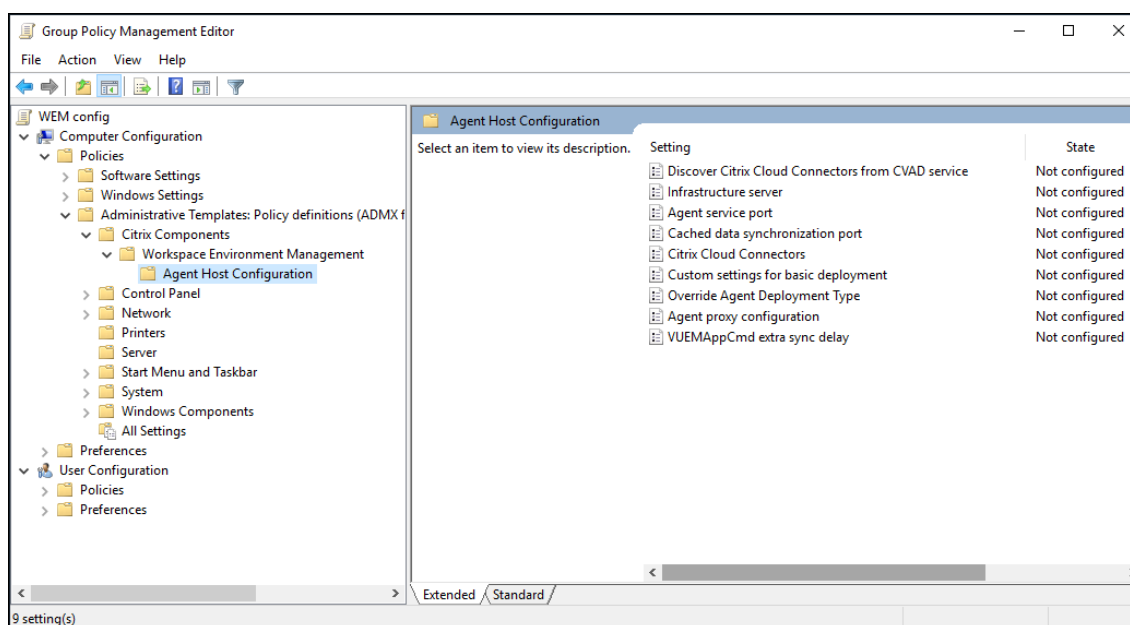 Group Policy Management Editor
File Action View Help
WEM config
Computer Configuration
Policies
Software Settings
Windows Settings
Administrative Templates: Policy definitions (ADMX f
Citrix Components
Workspace Environment Management
Agent Host Configuration
Control Panel
Network
Printers
Server
Start Menu and Taskbar
System
Windows Components
All Settings
Preferences
User Configuration
Policies
Preferences
Agent Host Configuration
Select an item to view its description.
Setting State
Discover Citrix Cloud Connectors from CVAD service Not configured
Infrastructure server Not configured
Agent service port Not configured
Cached data synchronization port Not configured
Citrix Cloud Connectors Not configured
Custom settings for basic deployment Not configured
Override Agent Deployment Type Not configured
Agent proxy configuration Not configured
VUEMAppCmd extra sync delay Not configured
Extended Standard
9 setting(s)